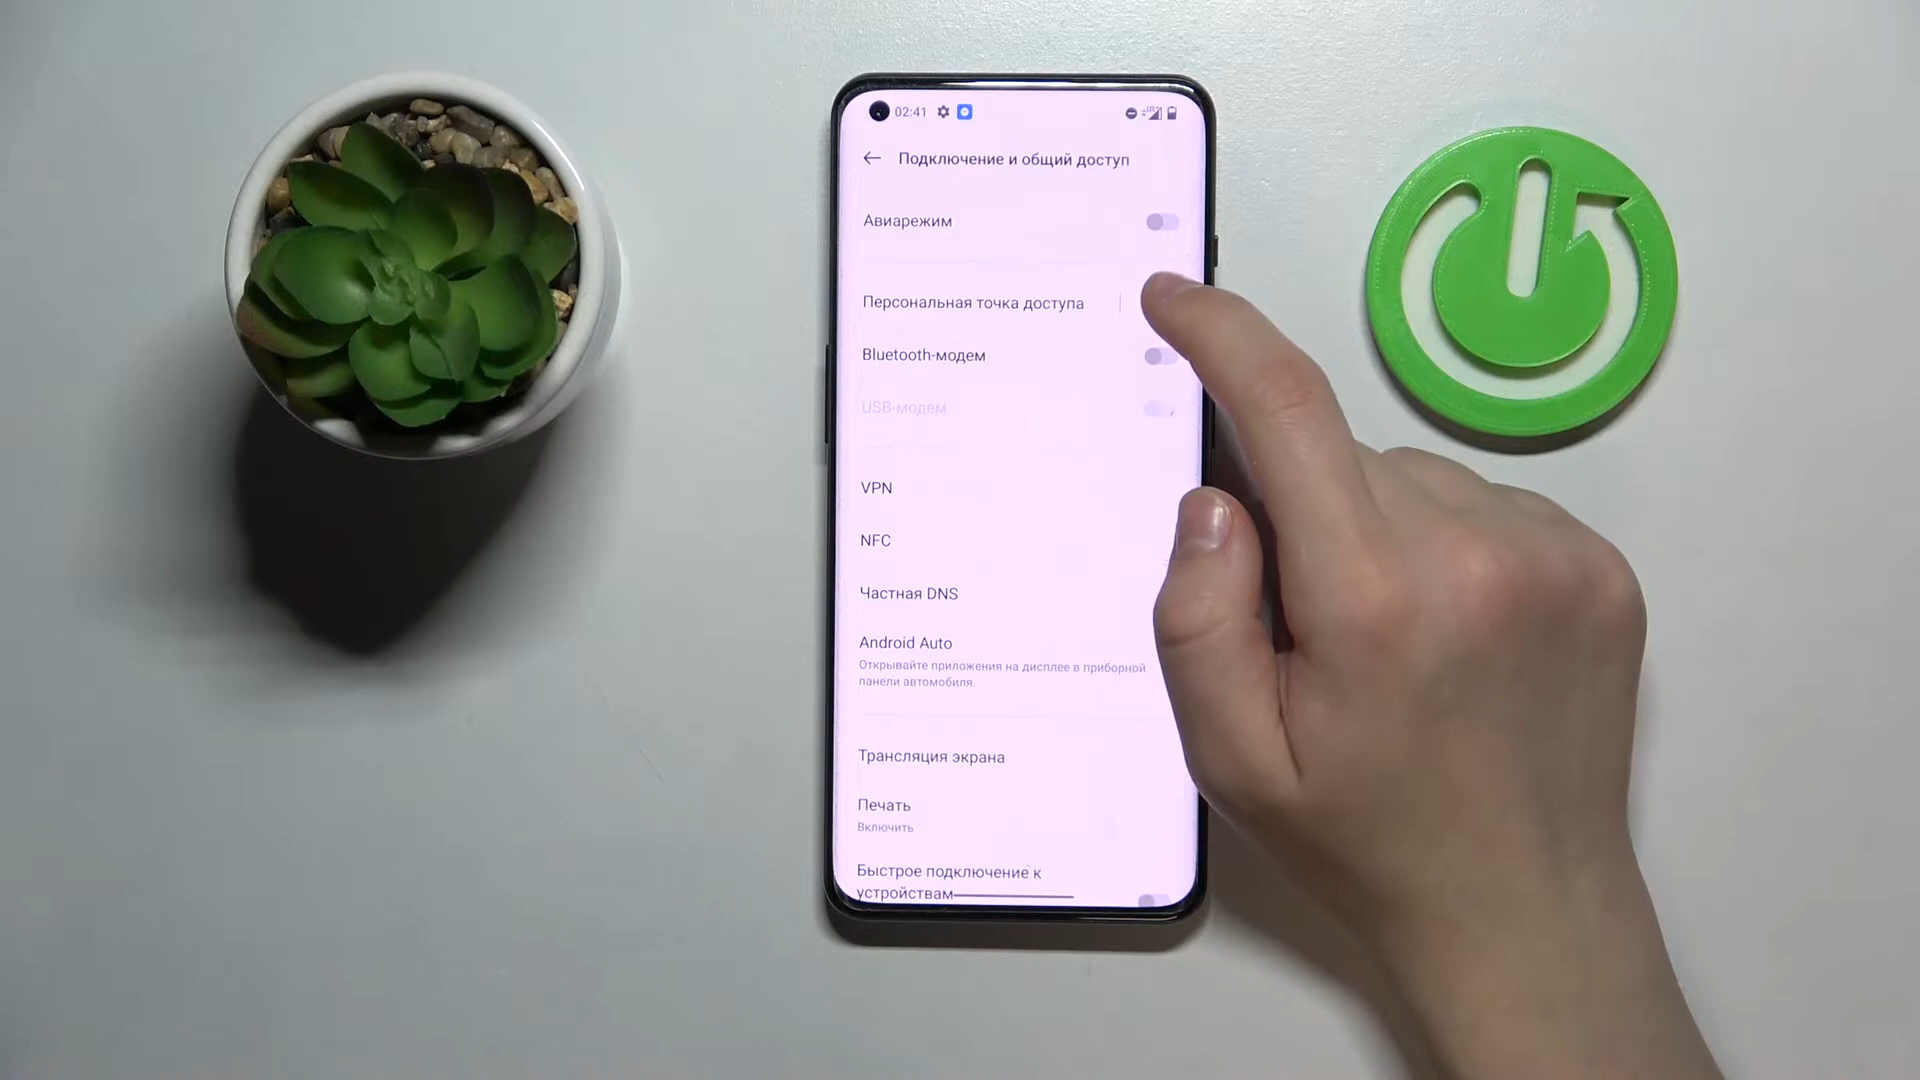 02:41
Подключение и общий доступ
Авиарежим
Персональная точка доступа
Bluetooth-модем
USB-модем
VPN
NFC
Частная DNS
Android Auto
Открывайте приложения на дисплее в приборной
панели автомобиля.
Трансляция экрана
Печать
Включить
Быстрое подключение к
устройствам